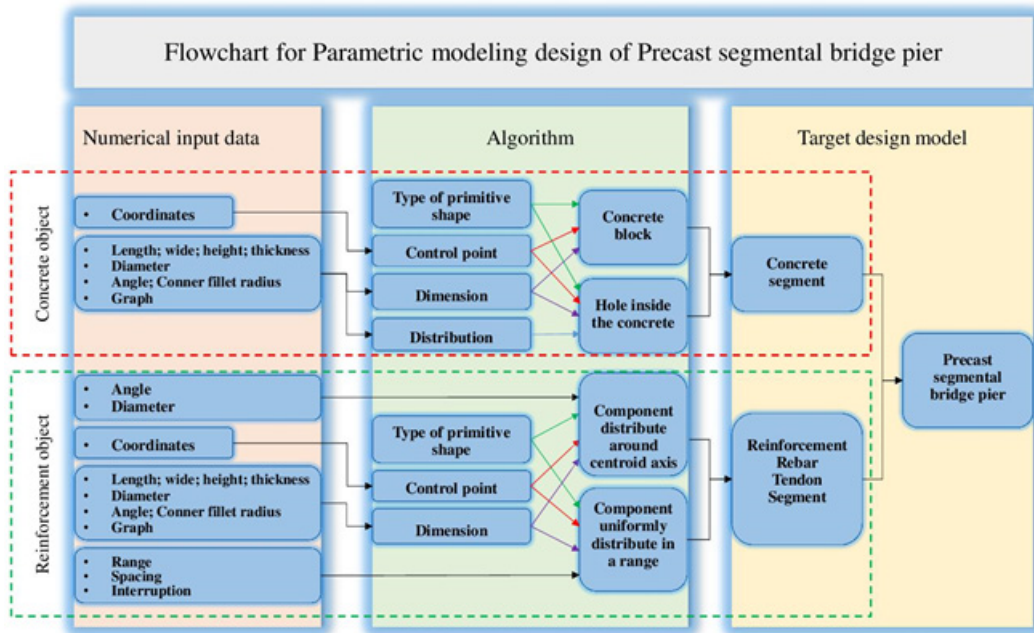 Flowchart for Parametric modeling design of Precast segmental bridge pier
Numerical input data
Algorithm
Target design model
Concrete object
• Coordinates
• Length; wide; height; thickness
• Diameter
• Angle; Conner fillet radius
• Graph
Type of primitive
shape
Control point
Dimension
Distribution
Concrete
block
Hole inside
the concrete
Concrete
segment
Precast
segmental
bridge pier
Reinforcement object
• Angle
• Diameter
• Coordinates
• Length; wide; height; thickness
• Diameter
• Angle; Conner fillet radius
• Graph
• Range
• Spacing
• Interruption
Type of primitive
shape
Control point
Dimension
Component
distribute
around
centroid axis
Component
uniformly
distribute in
a range
Reinforcement
Rebar
Tendon
Segment